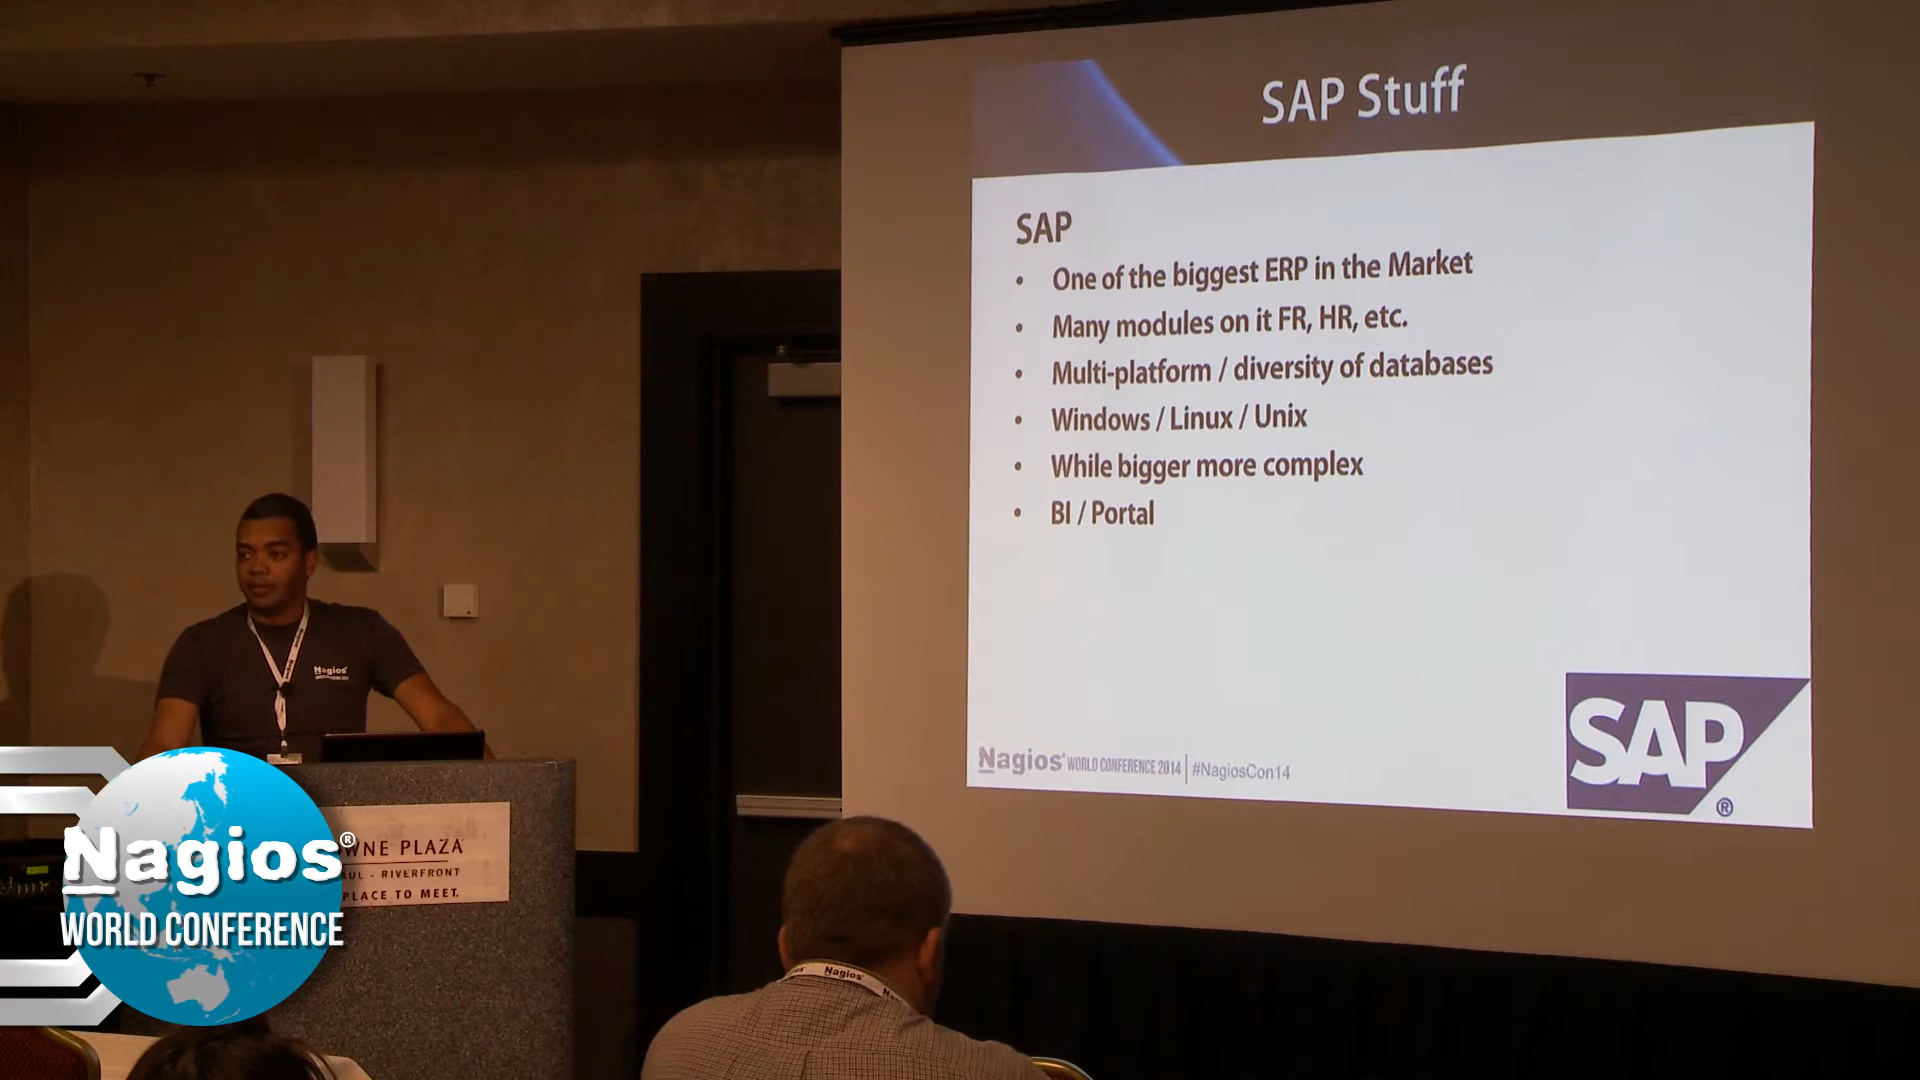 SAP Stuff
SAP
• One of the biggest ERP in the Market
• Many modules on it FR, HR, etc.
• Multi-platform / diversity of databases
• Windows / Linux / Unix
• While bigger more complex
• BI / Portal
SAP
®
Nagios® WORLD CONFERENCE 2014 | #NagiosCon14
Nagios®
WNE PLAZA
AUL - RIVERFRONT
PLACE TO MEET.
Nagios®
WORLD CONFERENCE
Nagios